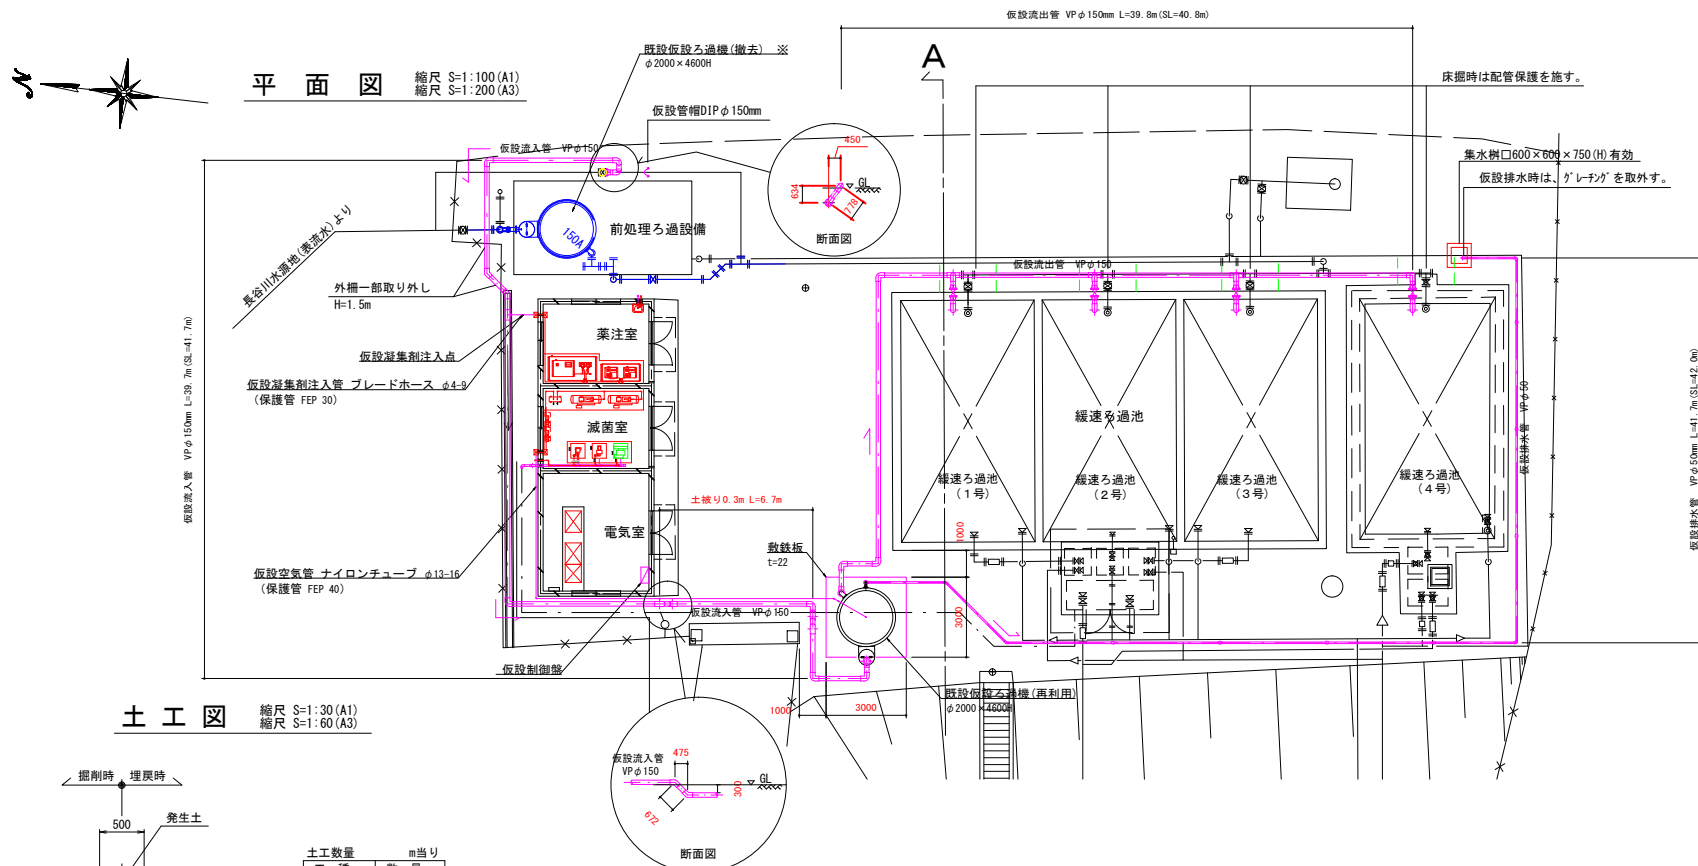 仮設流出管 VPφ150mm L=39.8m(SL=40.8m)
A
平面図
縮尺 S=1:100(A1)
縮尺 S=1:200(A3)
既設仮設ろ過機(撤去) ※
φ2000×4600H
仮設管帽DIPφ150mm
床掘時は配管保護を施す。
集水桝□600×600×750(H)有効
仮設排水時は、グレーチングを取外す。
仮設流入管 VPφ150
450
GL
634
778
断面図
150A
前処理ろ過設備
長谷川水源地(表流水)より
外柵一部取り外し
H=1.5m
仮設流出管 VPφ150
薬注室
仮設凝集剤注入点
仮設凝集剤注入管 ブレードホース φ4-9
(保護管 FEP 30)
滅菌室
緩速ろ過池
仮設流入管 VPφ150mm L=39.7m(SL=41.7m)
仮設排水管 VPφ50
仮設排水管 VPφ50mm L=41.7m(SL=42.0m)
緩速ろ過池
(1号)
緩速ろ過池
(2号)
緩速ろ過池
(3号)
緩速ろ過池
(4号)
土被り0.3m L=6.7m
電気室
1000
敷鉄板
t=22
仮設空気管 ナイロンチューブ φ13-16
(保護管 FEP 40)
仮設流入管 VPφ150
3000
仮設制御盤
既設仮設ろ過機(再利用)
φ2000×4600H
1000
3000
土工図
縮尺 S=1:30(A1)
縮尺 S=1:60(A3)
仮設流入管
VPφ150
475
GL
300
672
断面図
掘削時 埋戻時
発生土
500
土工数量 m当り
工種 数量